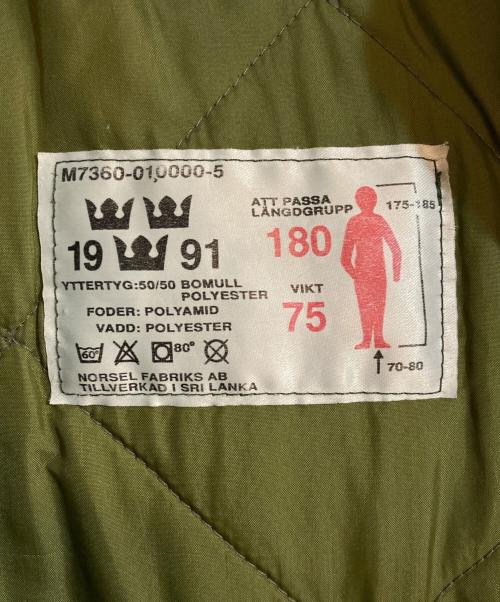 M7360-010000-5
19 91
YTTERTYG:50/50 BOMULL
POLYESTER
FODER: POLYAMID
VADD: POLYESTER
60° 80°
NORSEL FABRIKS AB
TILLVERKAD I SRI LANKA
ATT PASSA
LÄNGDGRUPP
180
VIKT
75
175-185
70-80